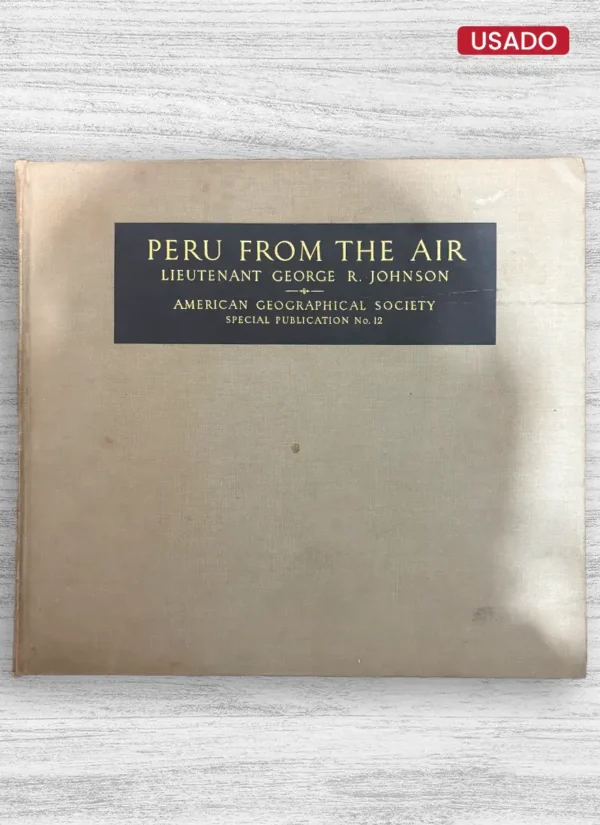 USADO
PERU FROM THE AIR
LIEUTENANT GEORGE R. JOHNSON
AMERICAN GEOGRAPHICAL SOCIETY
SPECIAL PUBLICATION No. 12